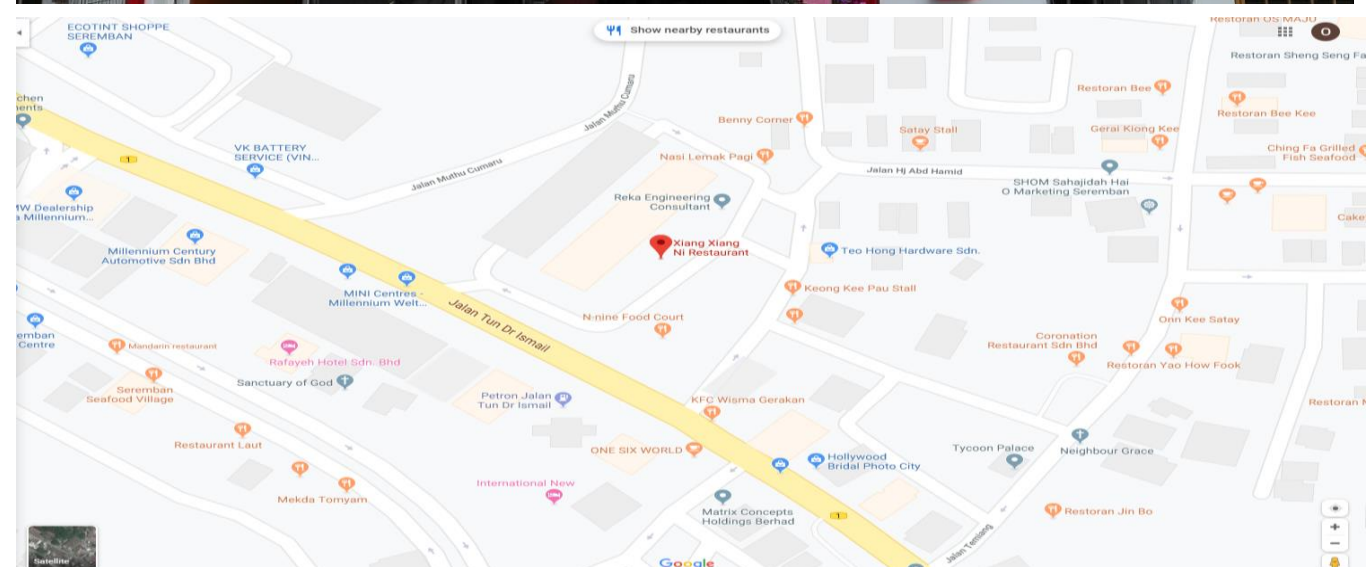 ECOTINT SHOPPE
SEREMBAN
Show nearby restaurants
O
Restoran OS MAJU
Restoran Sheng Seng Fa
chen
ents
Jalan Muthu Cumaru
Benny Corner
Restoran Bee
Restoran Bee Kee
Satay Stall
Gerai Kiong Kee
1
VK BATTERY
SERVICE (VIN...
Nasi Lemak Pagi
Ching Fa Grilled
Fish Seafood
Jalan Muthu Cumaru
Jalan Hj Abd Hamid
SHOM Sahajidah Hai
O Marketing Seremban
Reka Engineering
Consultant
W Dealership
a Millennium...
Cake
Millennium Century
Automotive Sdn Bhd
Xiang Xiang
Ni Restaurant
Teo Hong Hardware Sdn.
MINI Centres -
Millennium Welt...
Keong Kee Pau Stall
Jalan Tun Dr Ismail
N-nine Food Court
Onn Kee Satay
emban
Centre
Mandarin restaurant
Rafayeh Hotel Sdn. Bhd
Coronation
Restaurant Sdn Bhd
Restoran Yao How Fook
Sanctuary of God
Seremban
Seafood Village
Petron Jalan
Tun Dr Ismail
KFC Wisma Gerakan
Restoran
Restaurant Laut
ONE SIX WORLD
Hollywood
Bridal Photo City
Tycoon Palace
Neighbour Grace
International New
Mekda Tomyam
Matrix Concepts
Holdings Berhad
1
Restoran Jin Bo
Jalan Temiang
Satellite
Google